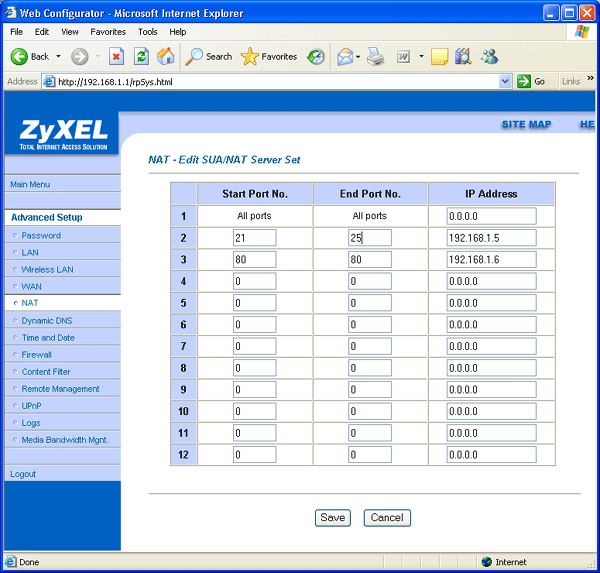 Web Configurator - Microsoft Internet Explorer
File Edit View Favorites Tools Help
Back Search Favorites W
Address http://192.168.1.1/rpSys.html Go Links »
ZyXEL
TOTAL INTERNET ACCESS SOLUTION
SITE MAP HE
Main Menu
Advanced Setup
Password
LAN
Wireless LAN
WAN
NAT
Dynamic DNS
Time and Date
Firewall
Content Filter
Remote Management
UPnP
Logs
Media Bandwidth Mgnt.
Logout
NAT - Edit SUA/NAT Server Set
Start Port No. End Port No. IP Address
1 All ports All ports 0.0.0.0
2 21 25 192.168.1.5
3 80 80 192.168.1.6
4 0 0 0.0.0.0
5 0 0 0.0.0.0
6 0 0 0.0.0.0
7 0 0 0.0.0.0
8 0 0 0.0.0.0
9 0 0 0.0.0.0
10 0 0 0.0.0.0
11 0 0 0.0.0.0
12 0 0 0.0.0.0
Save Cancel
Done Internet